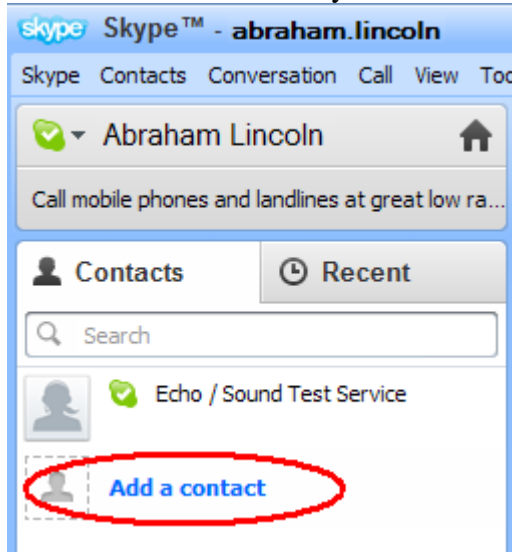 skype Skype™ - abraham.lincoln
Skype Contacts Conversation Call View Too
Abraham Lincoln
Call mobile phones and landlines at great low ra...
Contacts Recent
Search
Echo / Sound Test Service
Add a contact